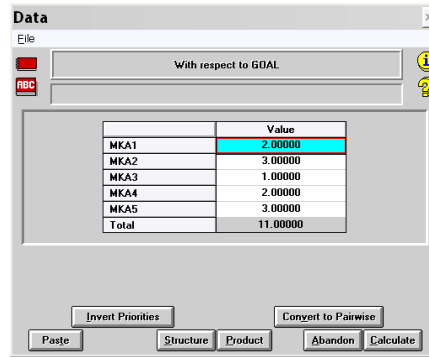 Data
File
With respect to GOAL
ABC
Value
MKA1 2.00000
MKA2 3.00000
MKA3 1.00000
MKA4 2.00000
MKA5 3.00000
Total 11.00000
Invert Priorities Convert to Pairwise
Paste Structure Product Abandon Calculate